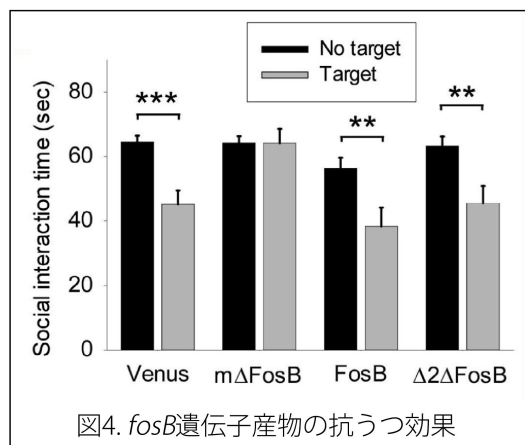 No target
Target
Social interaction time (sec)
80
60
40
20
0
***
**
**
Venus
mΔFosB
FosB
Δ2ΔFosB
図4. fosB遺伝子産物の抗うつ効果